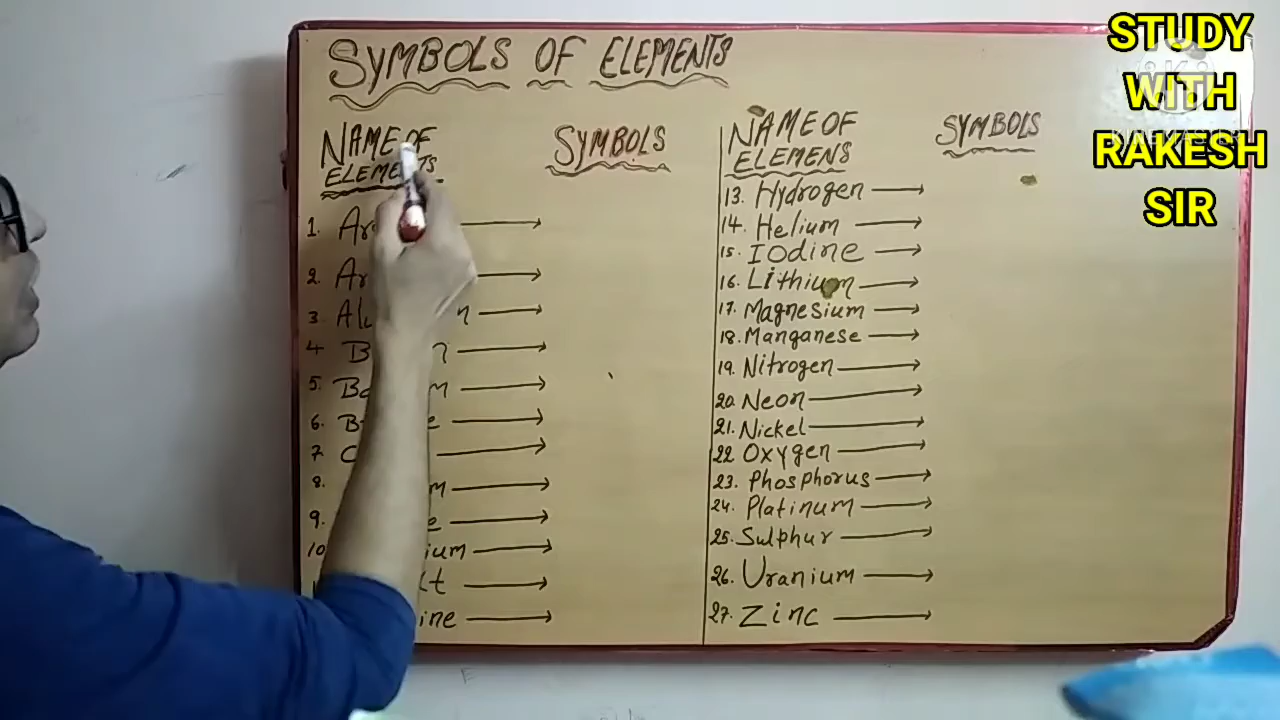 SYMBOLS OF ELEMENTS
NAME OF
ELEMENTS
SYMBOLS
1.
2.
3.
4
5.
6.
7
8.
9.
10
NAME OF
ELEMENS
SYMBOLS
13. Hydrogen
14. Helium
15. Iodine
16. Lithium
17. Magnesium
18. Manganese
19. Nitrogen
20. Neon
21. Nickel
22 Oxygen
23. Phosphorus
24. Platinum
25. Sulphur
26. Uranium
27. Zinc
STUDY
WITH
RAKESH
SIR
KINEMASTER